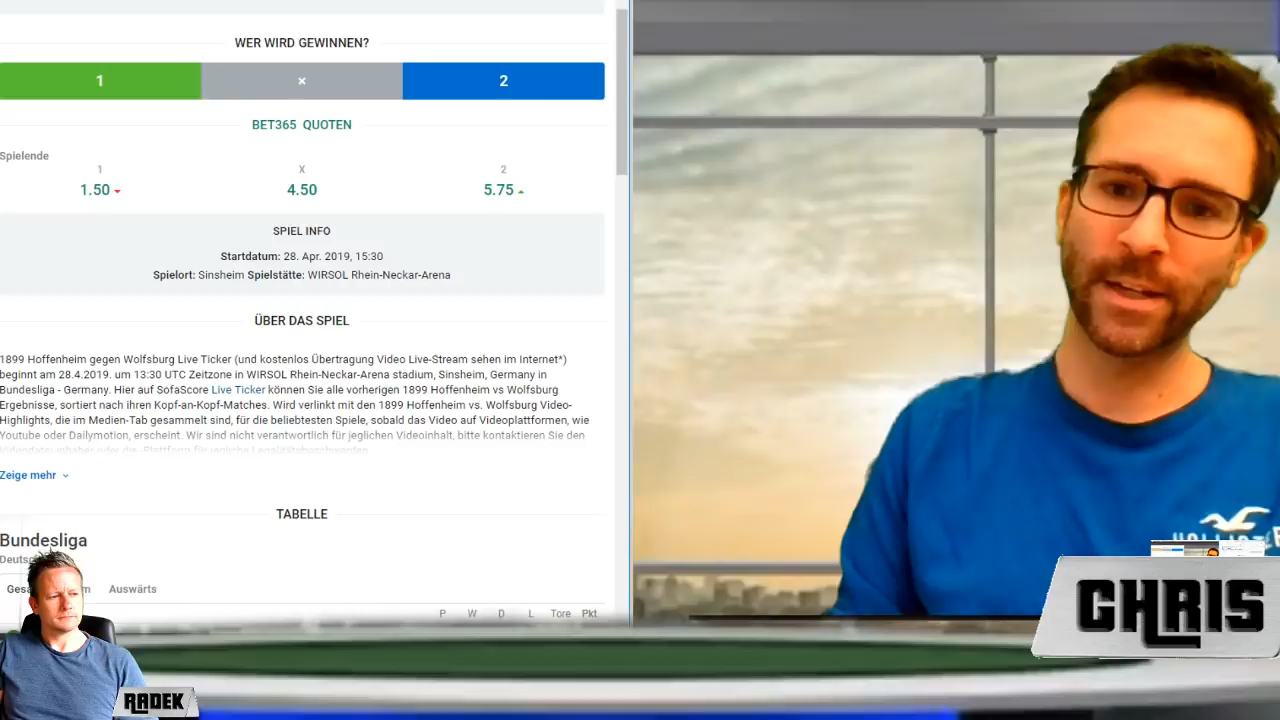 WER WIRD GEWINNEN?
1 × 2
BET365 QUOTEN
Spielende
1 X 2
1.50 4.50 5.75
SPIEL INFO
Startdatum: 28. Apr. 2019, 15:30
Spielort: Sinsheim Spielstätte: WIRSOL Rhein-Neckar-Arena
ÜBER DAS SPIEL
1899 Hoffenheim gegen Wolfsburg Live Ticker (und kostenlos Übertragung Video Live-Stream sehen im Internet*)
beginnt am 28.4.2019. um 13:30 UTC Zeitzone in WIRSOL Rhein-Neckar-Arena stadium, Sinsheim, Germany in
Bundesliga - Germany. Hier auf SofaScore Live Ticker können Sie alle vorherigen 1899 Hoffenheim vs Wolfsburg
Ergebnisse, sortiert nach ihren Kopf-an-Kopf-Matches. Wird verlinkt mit den 1899 Hoffenheim vs. Wolfsburg Video-
Highlights, die im Medien-Tab gesammelt sind, für die beliebtesten Spiele, sobald das Video auf Videoplattformen, wie
Youtube oder Dailymotion, erscheint. Wir sind nicht verantwortlich für jeglichen Videoinhalt, bitte kontaktieren Sie den
Zeige mehr
TABELLE
Bundesliga
Auswärts
P W D L Tore Pkt
CHRIS
RADEK